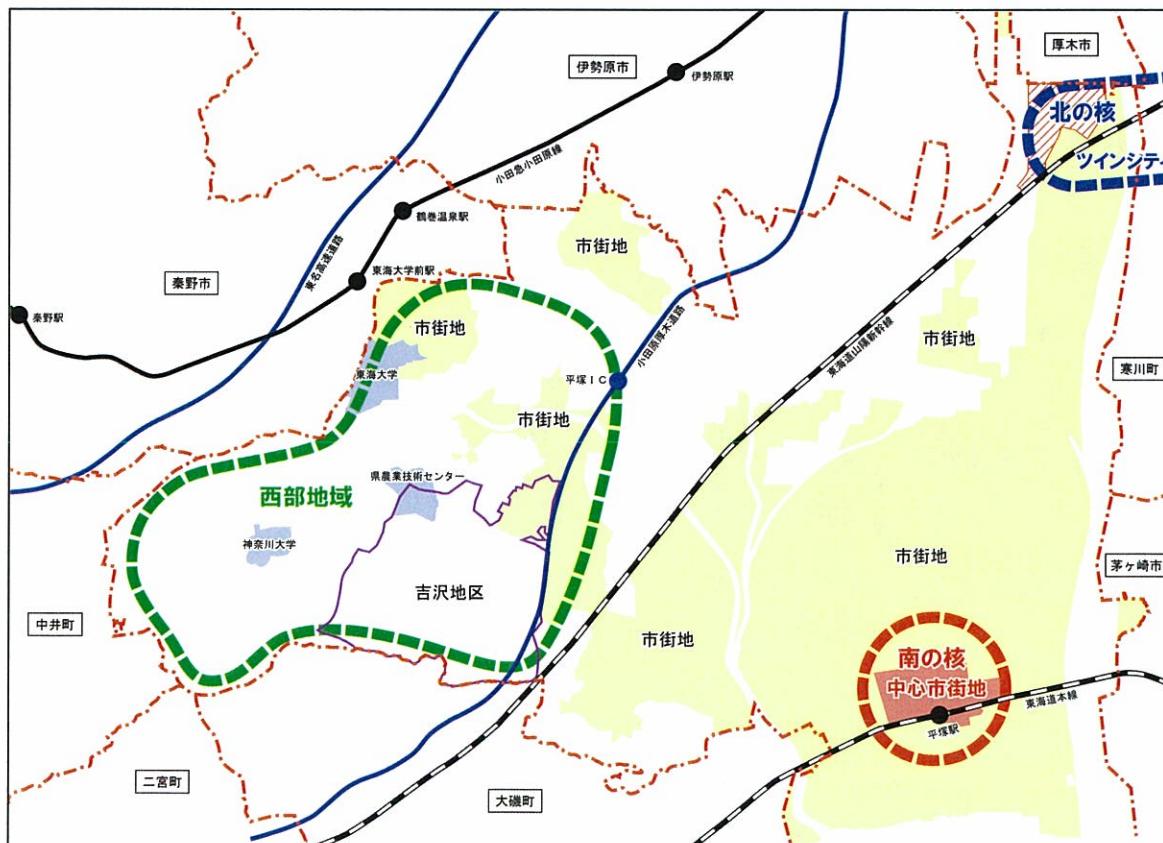 厚木市
伊勢原市
伊勢原駅
北の核
ツインシティ
小田急小田原線
鶴巻温泉駅
市街地
東名高速道路
東海大学前駅
秦野市
秦野駅
市街地
小田原厚木道路
東海道山陽新幹線
市街地
寒川町
東海大学
平塚IC
市街地
県農業技術センター
西部地域
神奈川大学
市街地
茅ヶ崎市
吉沢地区
中井町
市街地
南の核
中心市街地
東海道本線
平塚駅
二宮町
大磯町